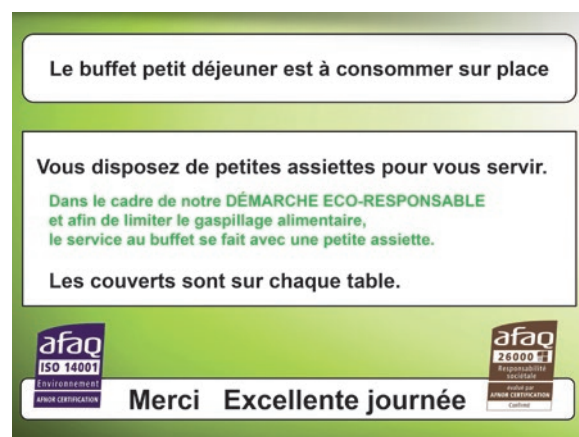 Le buffet petit déjeuner est à consommer sur place
Vous disposez de petites assiettes pour vous servir.
Dans le cadre de notre DÉMARCHE ECO-RESPONSABLE
et afin de limiter le gaspillage alimentaire,
le service au buffet se fait avec une petite assiette.
Les couverts sont sur chaque table.
afaq
ISO 14001
Environnement
AFNOR CERTIFICATION
afaq
26000
Responsabilité
sociétale
évalué par
AFNOR CERTIFICATION
Confirmé
Merci Excellente journée